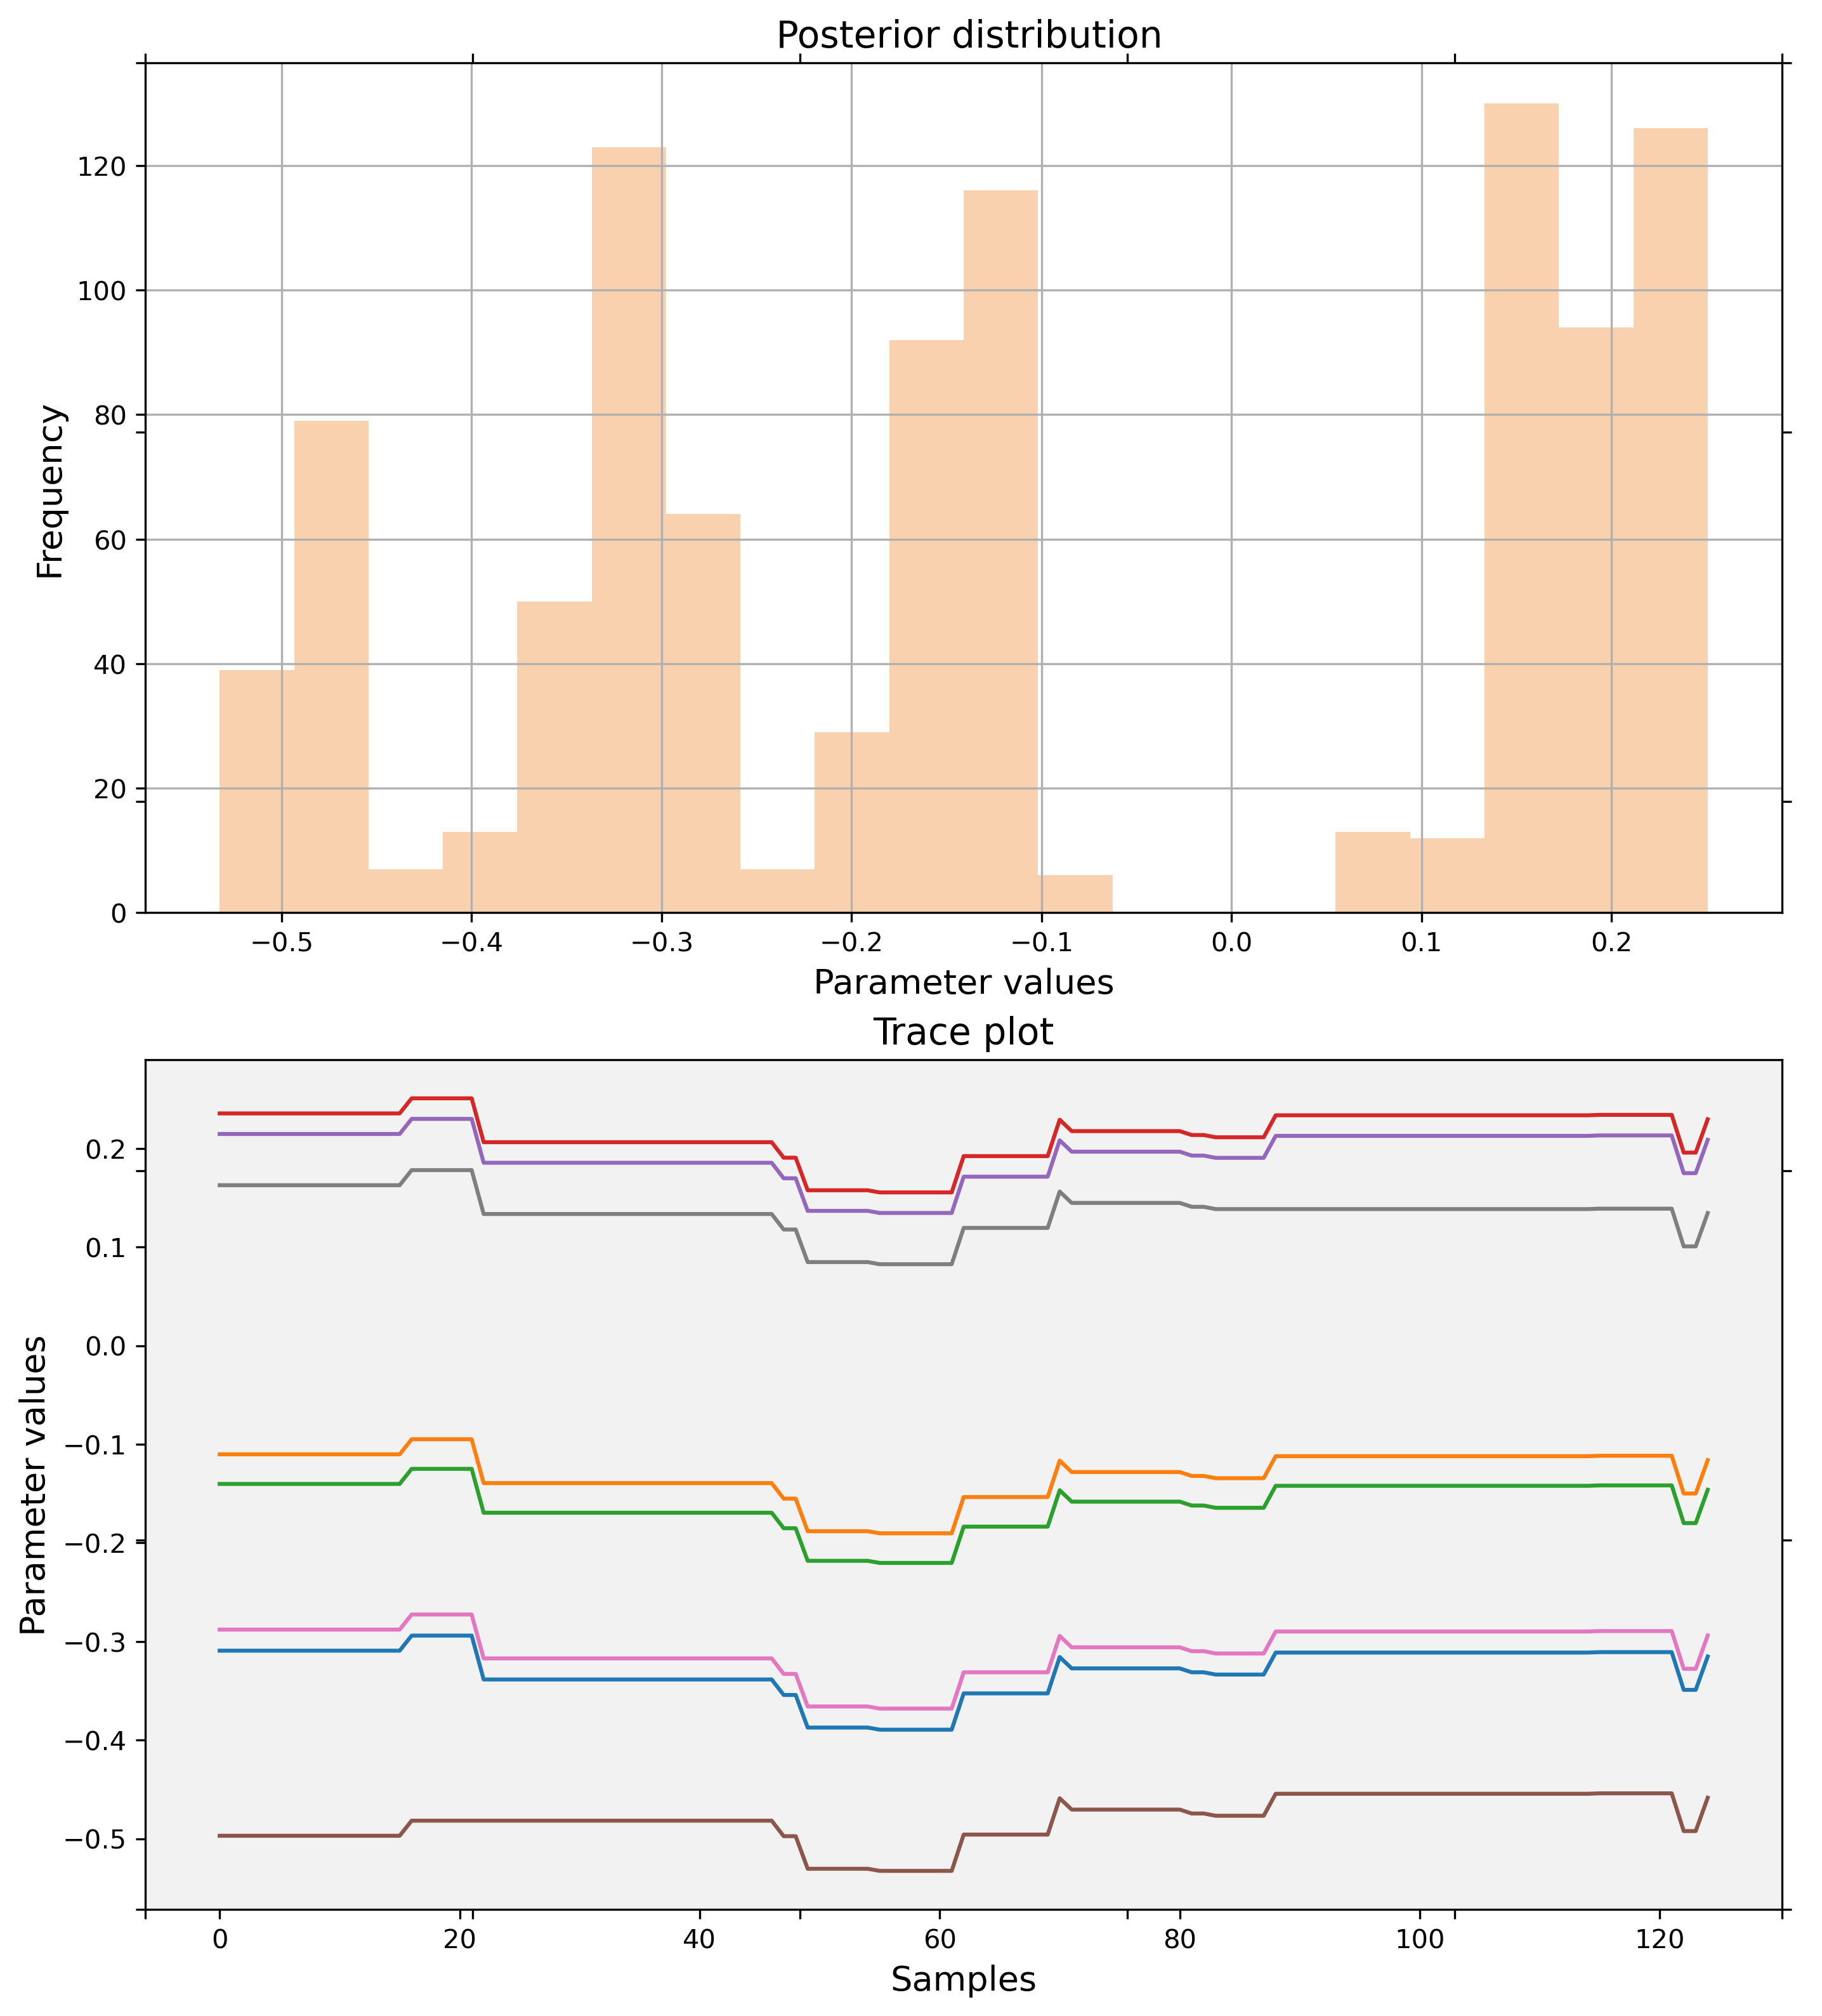 Posterior distribution
120
100
80
60
40
20
0
Frequency
−0.5 −0.4 −0.3 −0.2 −0.1 0.0 0.1 0.2
Parameter values
Trace plot
0.2
0.1
0.0
−0.1
−0.2
−0.3
−0.4
−0.5
Parameter values
0 20 40 60 80 100 120
Samples